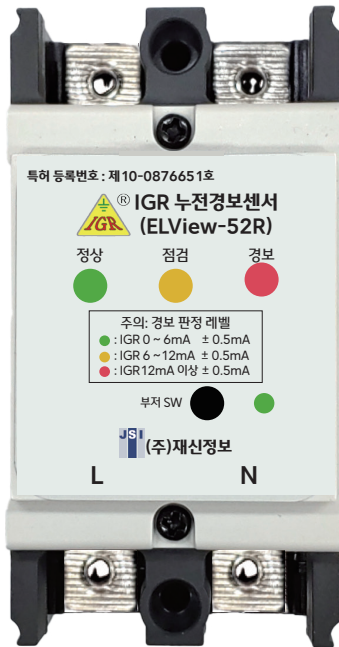 특허 등록번호 : 제10-0876651호
IGR ® IGR 누전경보센서
(ELView-52R)
정상 점검 경보
주의: 경보 판정 레벨
: IGR 0 ~ 6mA ± 0.5mA
: IGR 6 ~ 12mA ± 0.5mA
: IGR 12mA 이상 ± 0.5mA
부저 SW
JSI (주)재신정보
L N